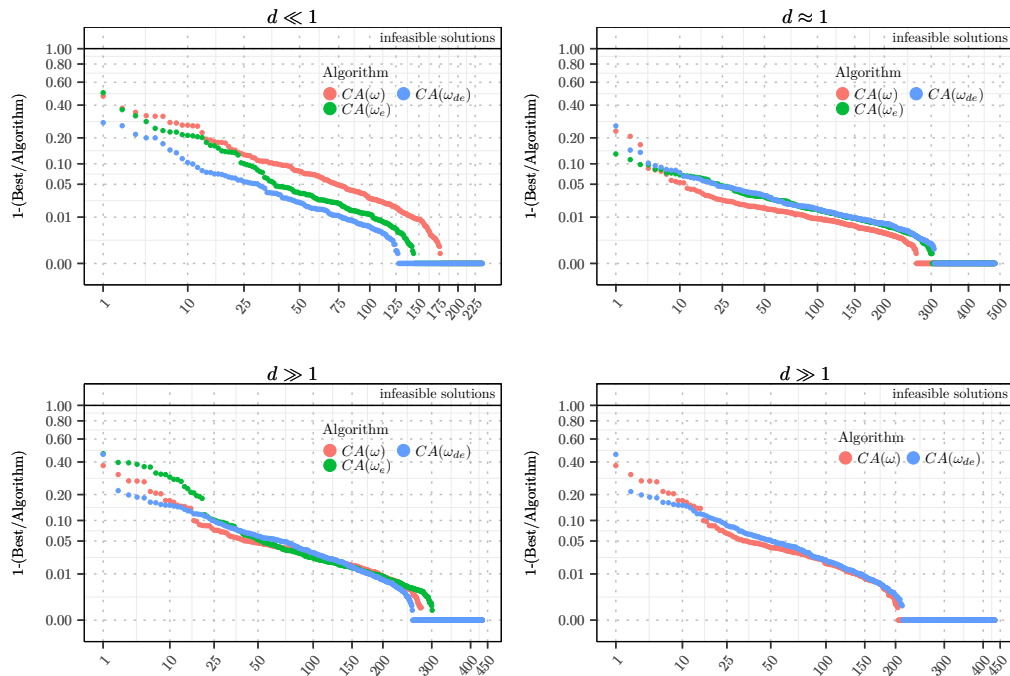 d ≪ 1
infeasible solutions
1-(Best/Algorithm)
1.00
0.80
0.60
0.40
0.20
0.10
0.05
0.01
0.00
Algorithm
CA(ω) CA(ω_de)
CA(ω_e)
1 10 25 50 75 100 125 150 175 200 225
d ≈ 1
infeasible solutions
1-(Best/Algorithm)
1.00
0.80
0.60
0.40
0.20
0.10
0.05
0.01
0.00
Algorithm
CA(ω) CA(ω_de)
CA(ω_e)
1 10 25 50 100 150 200 300 400 500
d ≫ 1
infeasible solutions
1-(Best/Algorithm)
1.00
0.80
0.60
0.40
0.20
0.10
0.05
0.01
0.00
Algorithm
CA(ω) CA(ω_de)
CA(ω_e)
1 10 25 50 100 150 200 300 400 450
d ≫ 1
infeasible solutions
1-(Best/Algorithm)
1.00
0.80
0.60
0.40
0.20
0.10
0.05
0.01
0.00
Algorithm
CA(ω) CA(ω_de)
1 10 25 50 100 150 200 300 400 450